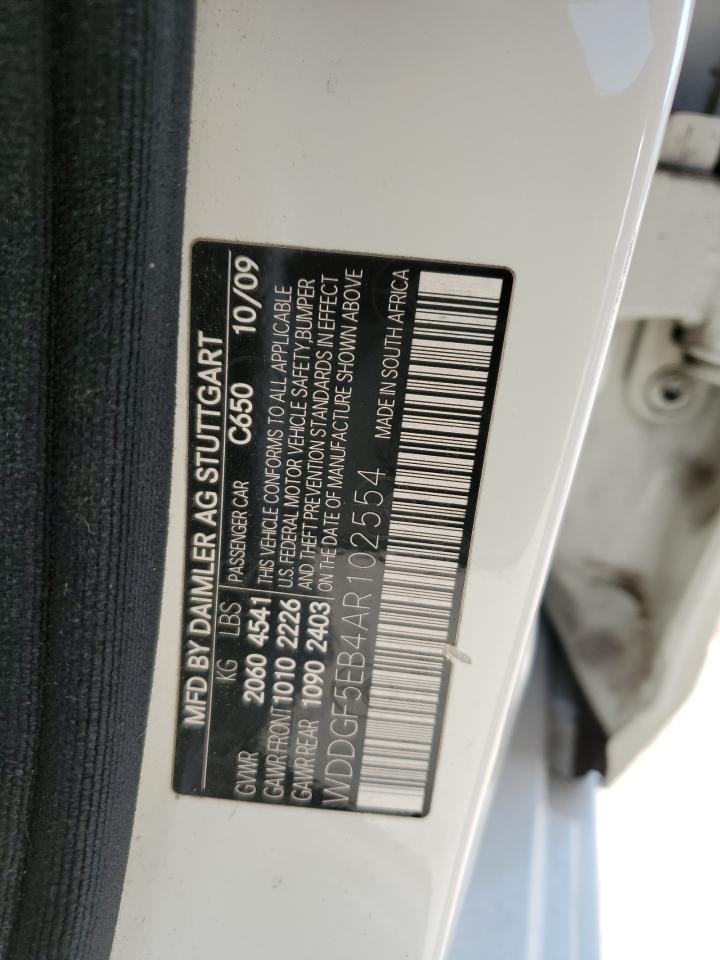 MFD BY DAIMLER AG STUTTGART
KG LBS PASSENGER CAR C650 10/09
GVWR 2060 4541 THIS VEHICLE CONFORMS TO ALL APPLICABLE
GAWR FRONT 1010 2226 U.S. FEDERAL MOTOR VEHICLE SAFETY, BUMPER
GAWR REAR 1090 2403 AND THEFT PREVENTION STANDARDS IN EFFECT
ON THE DATE OF MANUFACTURE SHOWN ABOVE
WDDGF5EB4AR102554 MADE IN SOUTH AFRICA